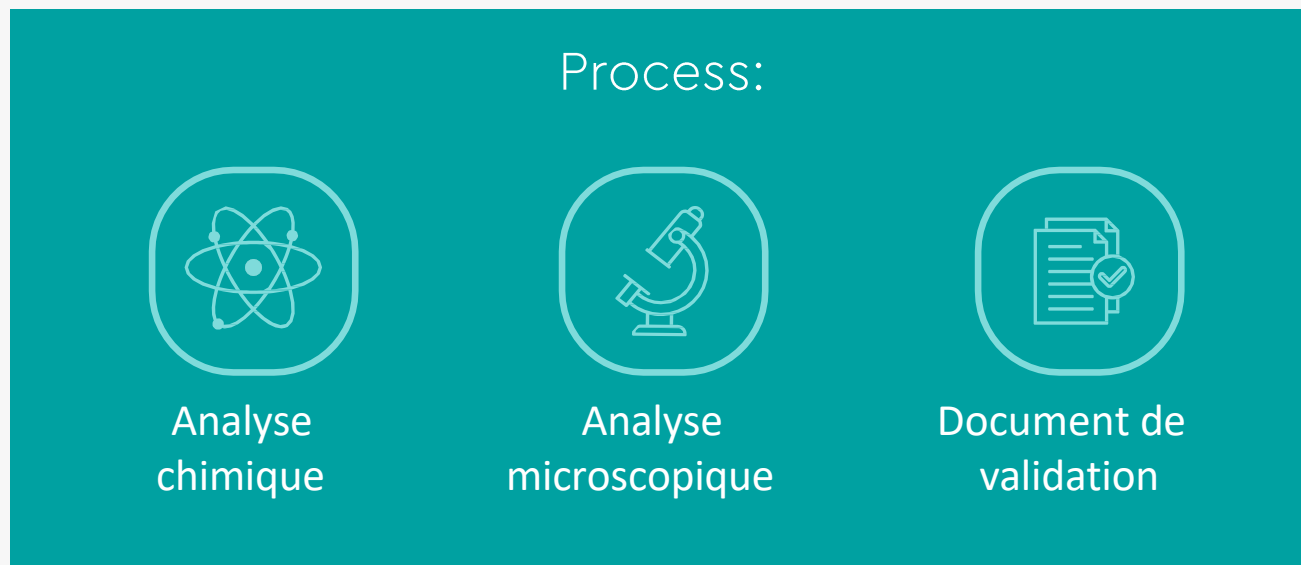 Process:
Analyse
chimique
Analyse
microscopique
Document de
validation